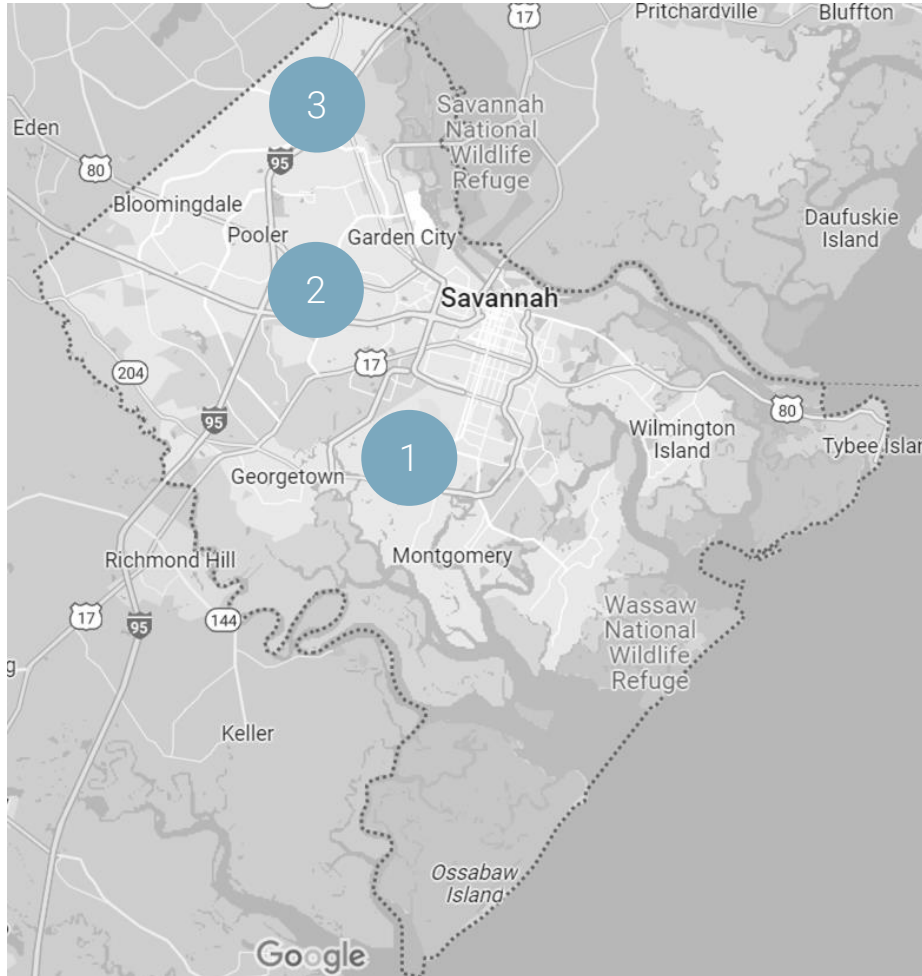 Pritchardville
Bluffton
17
3
Savannah
National
Wildlife
Refuge
Eden
95
80
Bloomingdale
Daufuskie
Island
Pooler
Garden City
2
Savannah
17
204
95
80
1
Wilmington
Island
Tybee Islan
Georgetown
Montgomery
Richmond Hill
17
95
144
Wassaw
National
Wildlife
Refuge
g
Keller
Ossabaw
Island
Google